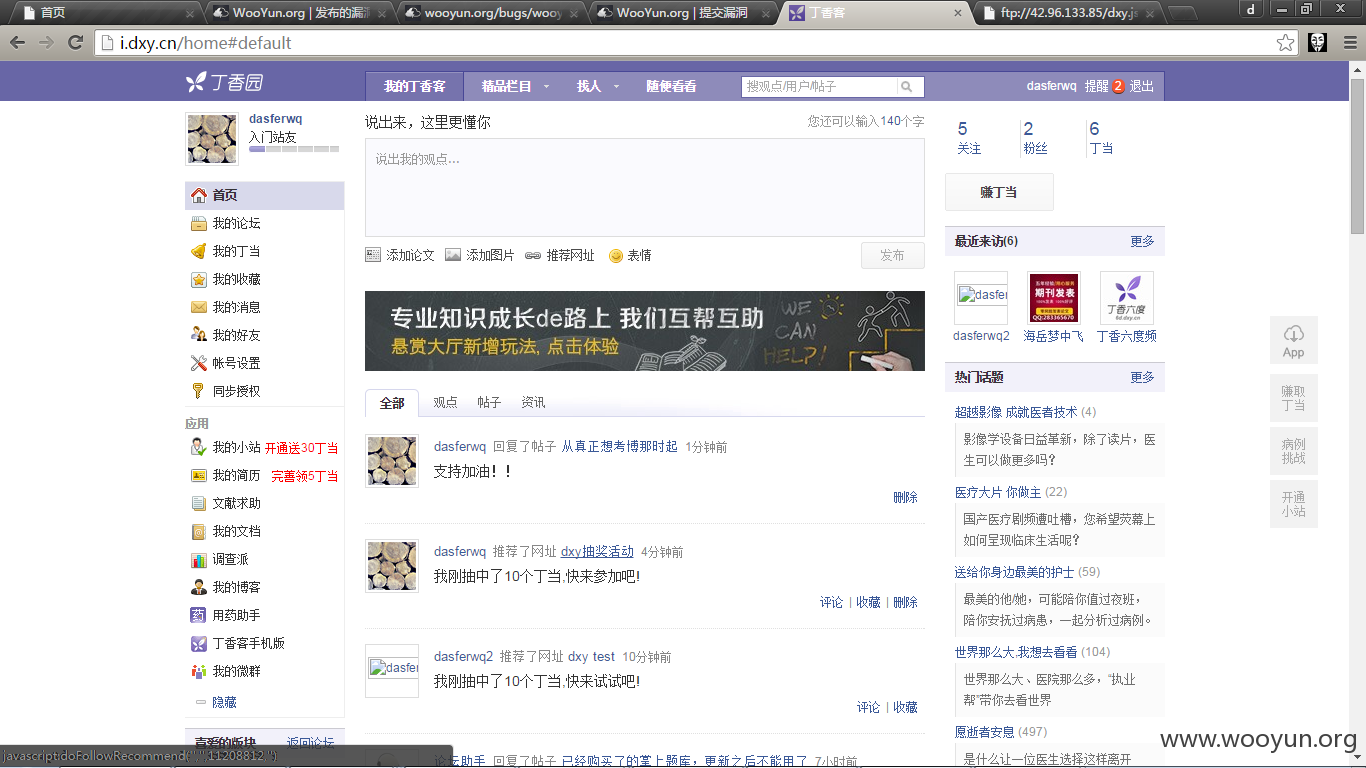 首页
WooYun.org | 发布的漏洞
wooyun.org/bugs/wooy
WooYun.org | 提交漏洞
丁香客
ftp://42.96.133.85/dxy.js
d
i.dxy.cn/home#default
丁香园
我的丁香客 精品栏目 找人 随便看看
搜观点/用户/帖子
dasferwq 提醒 2 退出
dasferwq
入门站友
首页
我的论坛
我的丁当
我的收藏
我的消息
我的好友
帐号设置
同步授权
应用
我的小站 开通送30丁当
我的简历 完善领5丁当
文献求助
我的文档
调查派
我的博客
用药助手
丁香客手机版
我的微群
隐藏
喜爱的版块 返回论坛
javascript:doFollowRecommend("","11208812")
说出来，这里更懂你
您还可以输入140个字
说出我的观点...
添加论文 添加图片 推荐网址 表情
发布
专业知识成长de路上 我们互帮互助
悬赏大厅新增玩法, 点击体验
WE CAN HELP!
全部 观点 帖子 资讯
dasferwq 回复了帖子 从真正想考博那时起 1分钟前
支持加油！！
删除
dasferwq 推荐了网址 dxy抽奖活动 4分钟前
我刚抽中了10个丁当,快来参加吧!
评论 | 收藏 | 删除
dasfer
dasferwq2 推荐了网址 dxy test 10分钟前
我刚抽中了10个丁当,快来试试吧!
评论 | 收藏
论坛助手 回复了帖子 已经购买了的掌上题库，更新之后不能用了 7小时前
5 关注
2 粉丝
6 丁当
赚丁当
最近来访(6) 更多
dasfer
dasferwq2
期刊发表
QQ:283365670
海岳梦中飞
丁香六度
6d.dxy.cn
丁香六度频
热门话题 更多
超越影像 成就医者技术 (4)
影像学设备日益革新，除了读片，医
生可以做更多吗?
医疗大片 你做主 (22)
国产医疗剧频遭吐槽，您希望荧幕上
如何呈现临床生活呢?
送给你身边最美的护士 (59)
最美的他/她，可能陪你值过夜班，
陪你安抚过病患，一起分析过病例。
世界那么大,我想去看看 (104)
世界那么大、医院那么多，“执业
帮”带你去看世界
愿逝者安息 (497)
是什么让一位医生选择这样离开
App
赚取
丁当
病例
挑战
开通
小站
www.wooyun.org